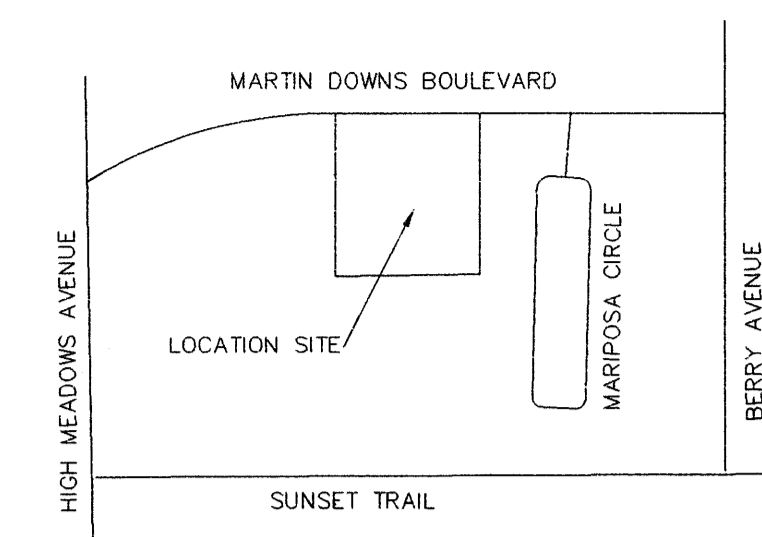 MARTIN DOWNS BOULEVARD
HIGH MEADOWS AVENUE
LOCATION SITE
MARIPOSA CIRCLE
BERRY AVENUE
SUNSET TRAIL